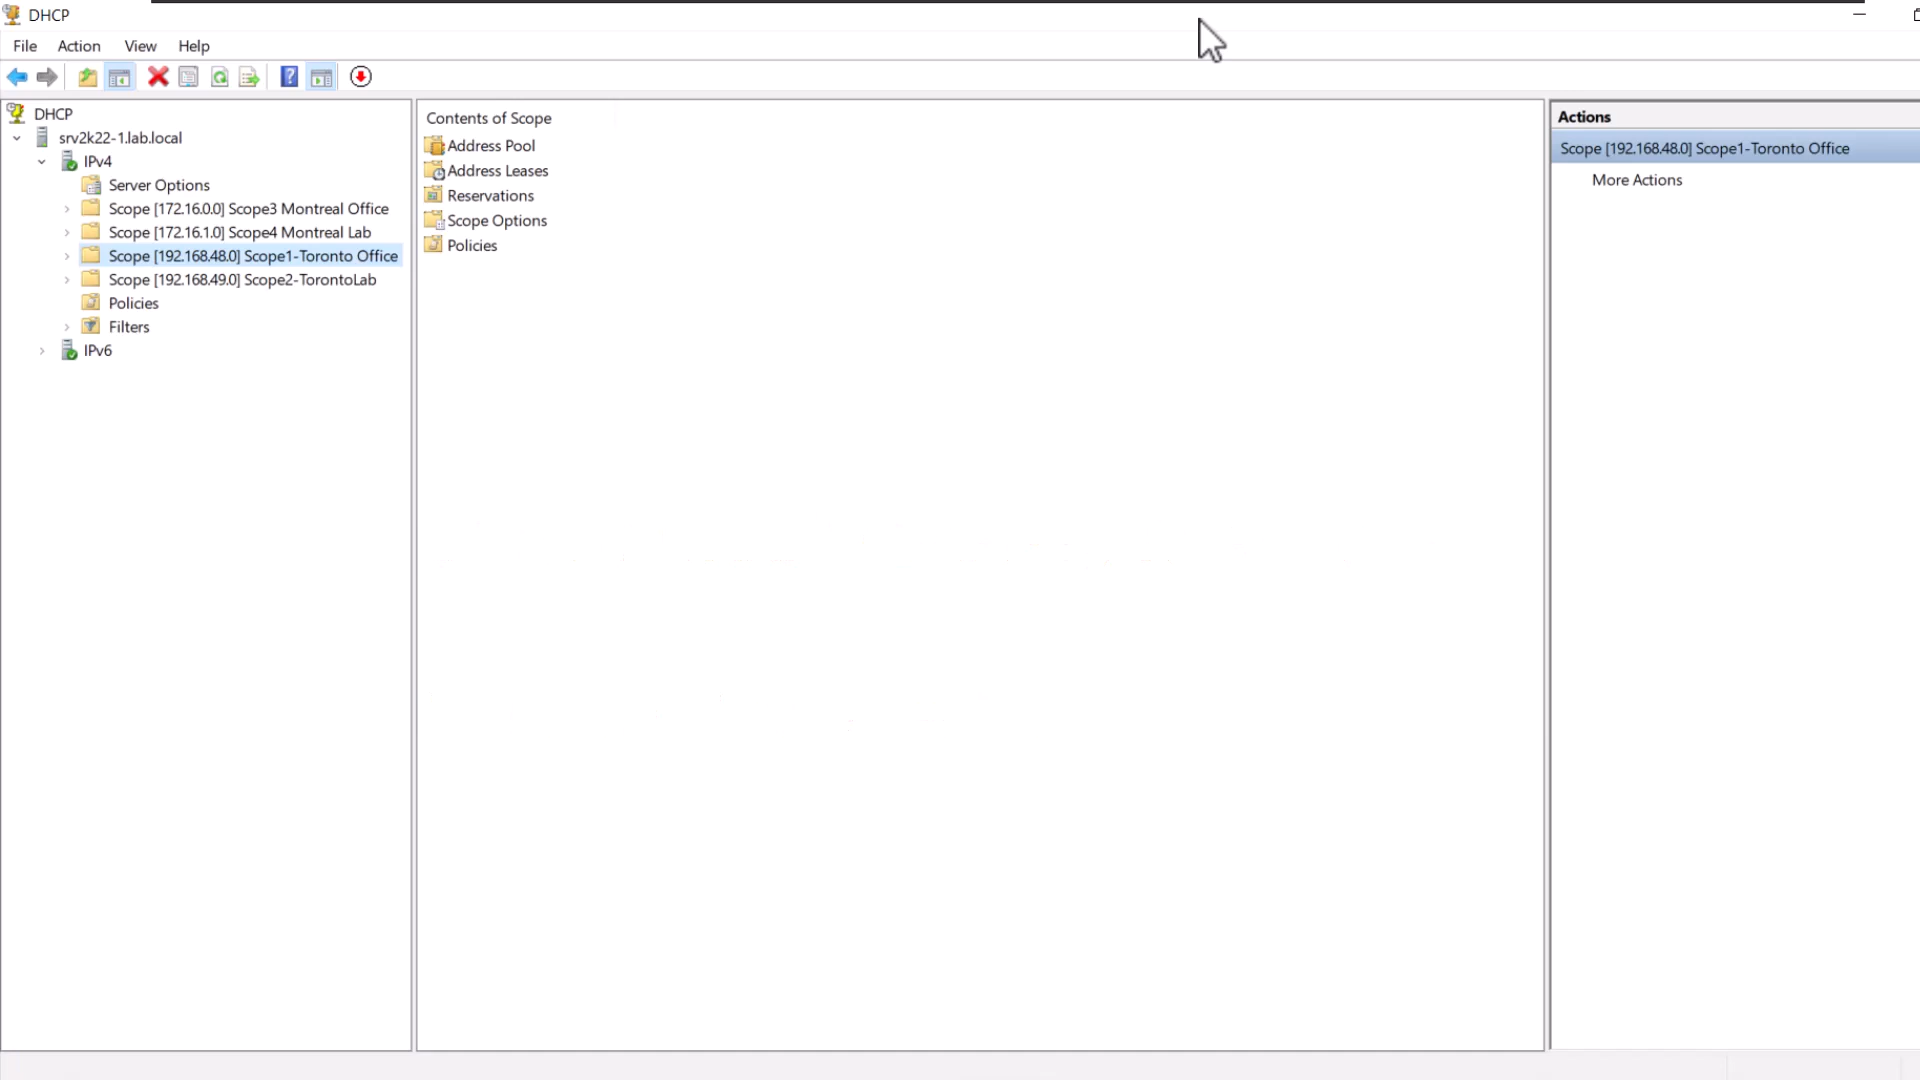 DHCP
File Action View Help
DHCP
srv2k22-1.lab.local
IPv4
Server Options
Scope [172.16.0.0] Scope3 Montreal Office
Scope [172.16.1.0] Scope4 Montreal Lab
Scope [192.168.48.0] Scope1-Toronto Office
Scope [192.168.49.0] Scope2-TorontoLab
Policies
Filters
IPv6
Contents of Scope
Address Pool
Address Leases
Reservations
Scope Options
Policies
Actions
Scope [192.168.48.0] Scope1-Toronto Office
More Actions